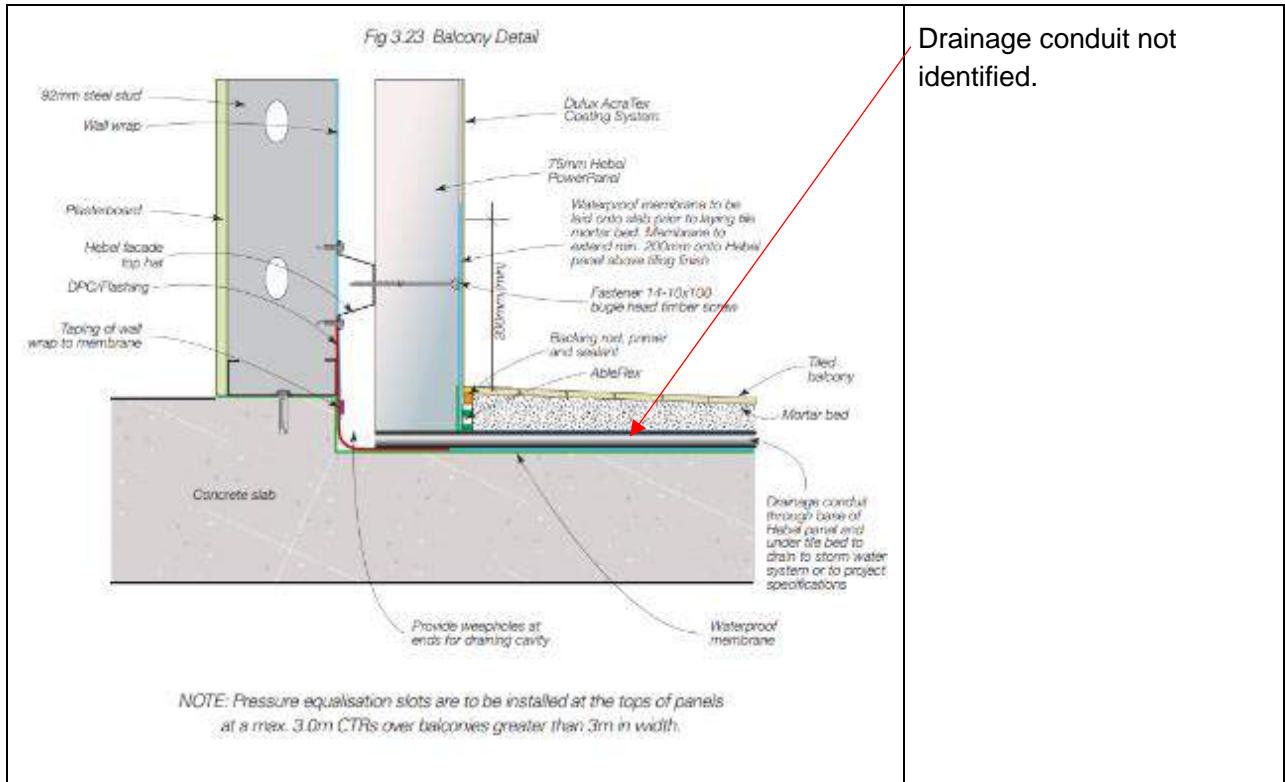 Fig 3.23 Balcony Detail
Drainage conduit not
identified.
92mm steel stud
Wall wrap
Plasterboard
Hebel facade
top hat
DPC/Flashing
Taping of wall
wrap to membrane
Dulux AcraTex
Coating System
75mm Hebel
PowerPanel
Waterproof membrane to be
laid onto slab prior to laying tile
mortar bed. Membrane to
extend min. 200mm onto Hebel
panel above tiling finish
200mm(min)
Fastener 14-10x100
bugle head timber screw
Backing rod, primer
and sealant
AbleFlex
Tiled
balcony
Mortar bed
Concrete slab
Drainage conduit
through base of
Hebel panel and
under tile bed to
drain to storm water
system or to project
specifications
Provide weepholes at
ends for draining cavity
Waterproof
membrane
NOTE: Pressure equalisation slots are to be installed at the tops of panels
at a max. 3.0m CTRs over balconies greater than 3m in width.